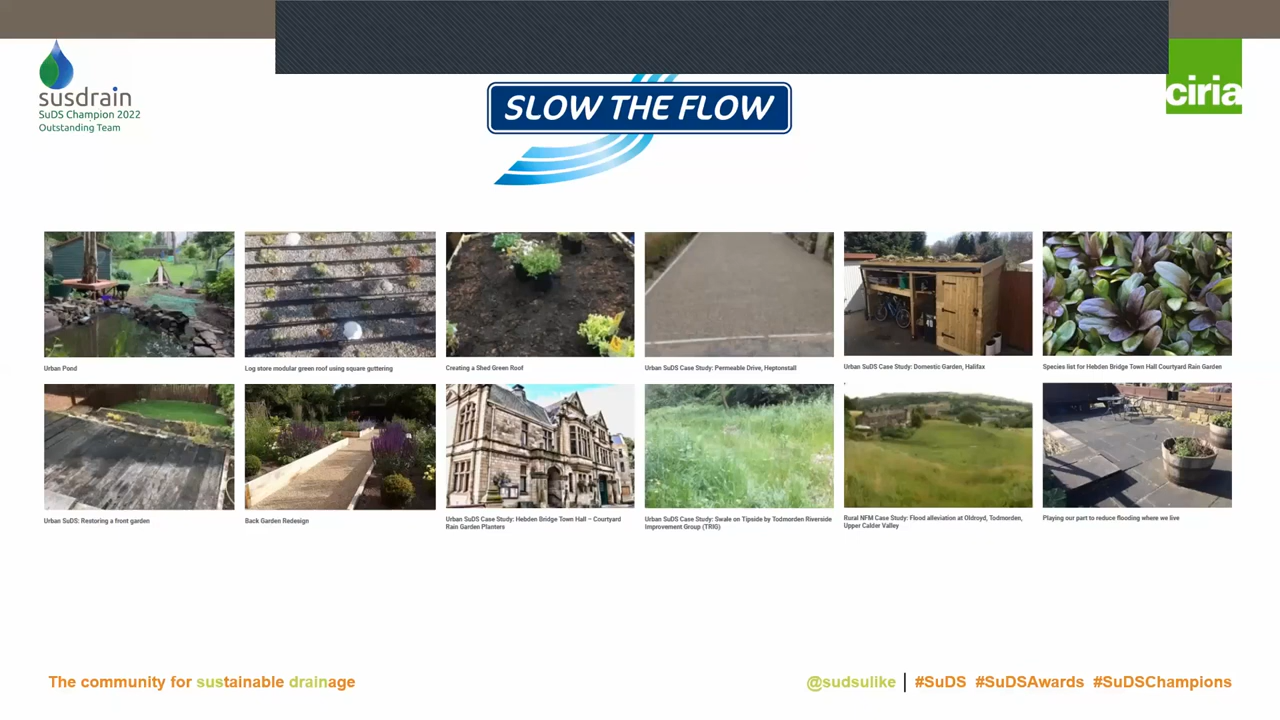 susdrain
SuDS Champion 2022
Outstanding Team
SLOW THE FLOW
ciria
Urban Pond
Log store modular green roof using square guttering
Creating a Shed Green Roof
Urban SuDS Case Study: Permeable Drive, Heptonstall
Urban SuDS Case Study: Domestic Garden, Halifax
Species list for Hebden Bridge Town Hall Courtyard Rain Garden
Urban SuDS: Restoring a front garden
Back Garden Redesign
Urban SuDS Case Study: Hebden Bridge Town Hall – Courtyard
Rain Garden Planters
Urban SuDS Case Study: Swale on Tipside by Todmorden Riverside
Improvement Group (TRIG)
Rural NFM Case Study: Flood alleviation at Oldroyd, Todmorden,
Upper Calder Valley
Playing our part to reduce flooding where we live
The community for sustainable drainage
@sudsulike | #SuDS #SuDSAwards #SuDSChampions